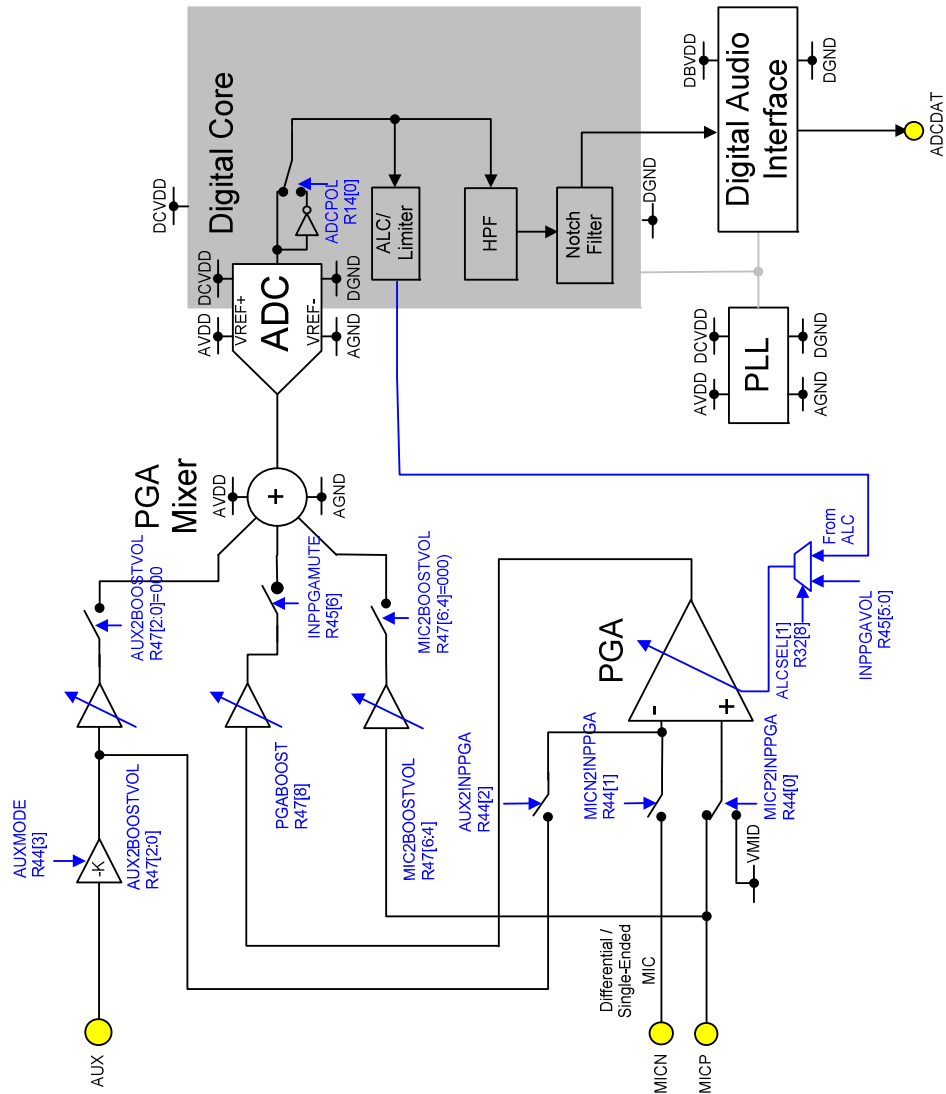 AUX
AUXMODE
R44[3]
-K
AUX2BOOSTVOL
R47[2:0]
AUX2BOOSTVOL
R47[2:0]=000
PGA
Mixer
AVDD
+
AGND
PGABOOST
R47[8]
INPPGAMUTE
R45[6]
MIC2BOOSTVOL
R47[6:4]
MIC2BOOSTVOL
R47[6:4]=000)
AVDD
DCVDD
VREF+
ADC
VREF-
AGND
DGND
DCVDD
Digital Core
ADCPOL
R14[0]
ALC/
Limiter
HPF
Notch
Filter
DGND
DBVDD
Digital Audio
Interface
DGND
ADCDAT
AVDD
DCVDD
PLL
AGND
DGND
AUX2INPPGA
R44[2]
MICN2INPPGA
R44[1]
MICP2INPPGA
R44[0]
VMID
Differential /
Single-Ended
MIC
MICN
MICP
PGA
-
+
ALCSEL[1]
R32[8]
From
ALC
INPPGAVOL
R45[5:0]